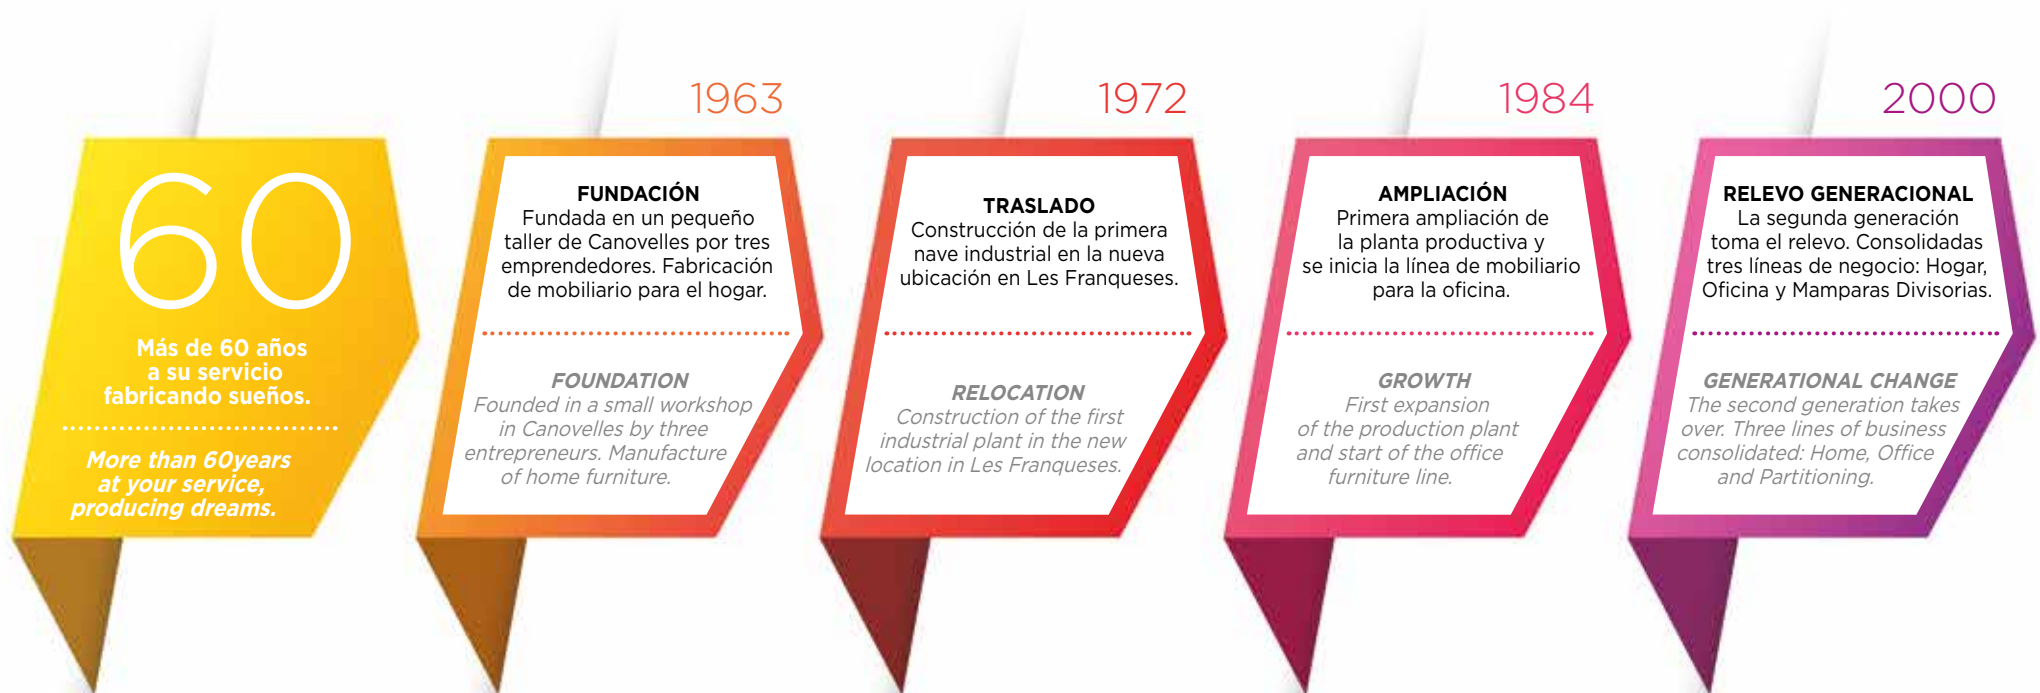 60
Más de 60 años
a su servicio
fabricando sueños.
More than 60years
at your service,
producing dreams.
1963
FUNDACIÓN
Fundada en un pequeño
taller de Canovelles por tres
emprendedores. Fabricación
de mobiliario para el hogar.
FOUNDATION
Founded in a small workshop
in Canovelles by three
entrepreneurs. Manufacture
of home furniture.
1972
TRASLADO
Construcción de la primera
nave industrial en la nueva
ubicación en Les Franqueses.
RELOCATION
Construction of the first
industrial plant in the new
location in Les Franqueses.
1984
AMPLIACIÓN
Primera ampliación de
la planta productiva y
se inicia la línea de mobiliario
para la oficina.
GROWTH
First expansion
of the production plant
and start of the office
furniture line.
2000
RELEVO GENERACIONAL
La segunda generación
toma el relevo. Consolidadas
tres líneas de negocio: Hogar,
Oficina y Mamparas Divisorias.
GENERATIONAL CHANGE
The second generation takes
over. Three lines of business
consolidated: Home, Office
and Partitioning.